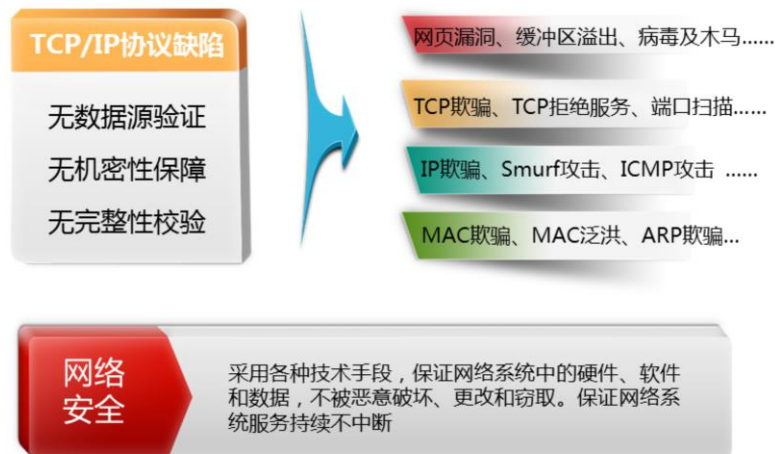 TCP/IP协议缺陷
无数据源验证
无机密性保障
无完整性校验
网页漏洞、缓冲区溢出、病毒及木马......
TCP欺骗、TCP拒绝服务、端口扫描......
IP欺骗、Smurf攻击、ICMP攻击 ......
MAC欺骗、MAC泛洪、ARP欺骗...
网络
安全
采用各种技术手段，保证网络系统中的硬件、软件
和数据，不被恶意破坏、更改和窃取。保证网络系
统服务持续不中断